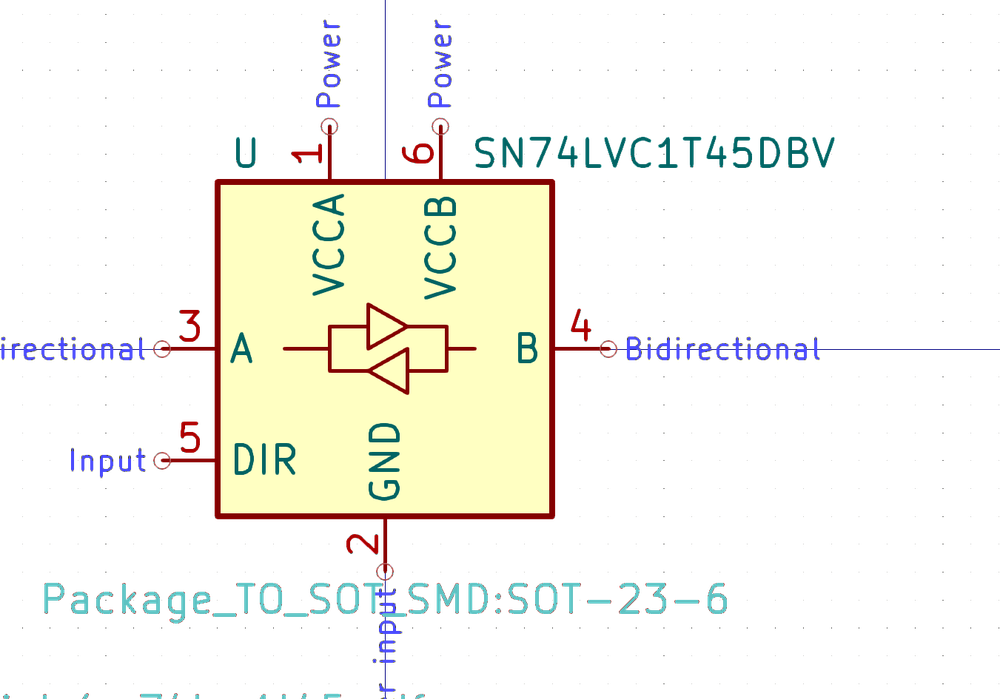 Power
Power
U
1
6
SN74LVC1T45DBV
VCCA
VCCB
3
irectional
A
B
4
Bidirectional
5
Input
DIR
GND
2
Package_TO_SOT_SMD:SOT-23-6
r input